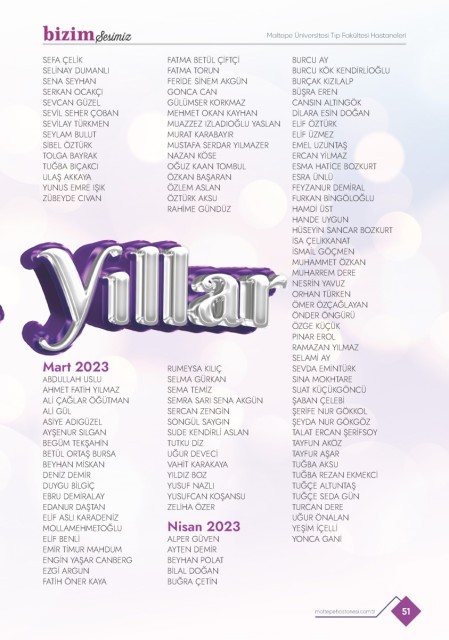 bizim Sesimiz
Maltepe Üniversitesi Tıp Fakültesi Hastaneleri
SEFA ÇELİK
SELİNAY DUMANLI
SENA SEYHAN
SERKAN OCAKÇI
SEVCAN GÜZEL
SEVİL SEHER ÇOBAN
SEVİLAY TÜRKMEN
SEYLAM BULUT
SİBEL ÖZTÜRK
TOLGA BAYRAK
TUĞBA BIÇAKCI
ULAŞ AKKAYA
YUNUS EMRE IŞIK
ZÜBEYDE CIVAN
FATMA BETÜL ÇİFTÇİ
FATMA TORUN
FERİDE SİNEM AKGÜN
GONCA CAN
GÜLÜMSER KORKMAZ
MEHMET OKAN KAYHAN
MUAZZEZ IZLADIOĞLU YASLAN
MURAT KARABAYIR
MUSTAFA SERDAR YILMAZER
NAZAN KÖSE
OĞUZ KAAN TOMBUL
ÖZKAN BAŞARAN
ÖZLEM ASLAN
ÖZTÜRK AKSU
RAHİME GÜNDÜZ
BURCU AY
BURCU KÖK KENDİRLİOĞLU
BURÇAK KIZILALP
BÜŞRA EREN
CANSIN ALTINGÖK
DİLARA ESİN DOĞAN
ELİF ÖZTÜRK
ELİF ÜZMEZ
EMEL UZUNTAŞ
ERCAN YILMAZ
ESMA HATİCE BOZKURT
ESRA ÜNLÜ
FEYZANUR DEMİRAL
FURKAN BİNGÖLOĞLU
HAMDİ ÜST
HANDE UYGUN
HÜSEYİN SANCAR BOZKURT
İSA ÇELİKKANAT
İSMAİL GÖÇMEN
MUHAMMET ÖZKAN
MUHARREM DERE
NESRİN YAVUZ
ORHAN TÜRKEN
ÖMER ÖZÇAĞLAYAN
ÖNDER ÖNGÜRÜ
ÖZGE KÜÇÜK
PINAR EROL
RAMAZAN YILMAZ
SELAMİ AY
SEVDA EMİNTÜRK
SINA MOKHTARE
SUAT KÜÇÜKGÖNCÜ
ŞABAN ÇELEBİ
ŞERİFE NUR GÖKKOL
ŞEYDA NUR GÖKGÖZ
TALAT ERCAN ŞERİFSOY
TAYFUN AKÖZ
TAYFUR AŞAR
TUĞBA AKSU
TUĞBA REZAN EKMEKCİ
TUĞÇE ALTUNTAŞ
TUĞÇE SEDA GÜN
TURCAN DERE
UĞUR ÖNALAN
YEŞİM İÇELLİ
YONCA GANİ
yıllar
Mart 2023
ABDULLAH USLU
AHMET FATİH YILMAZ
ALİ ÇAĞLAR ÖĞÜTMAN
ALİ GÜL
ASİYE ADIGÜZEL
AYŞENUR SILGAN
BEGÜM TEKŞAHİN
BETÜL ORTAŞ BURSA
BEYHAN MISKAN
DENİZ DEMİR
DUYGU BİLGİÇ
EBRU DEMİRALAY
EDANUR DAŞTAN
ELİF ASLI KARADENİZ
MOLLAMEHMETOĞLU
ELİF BENLİ
EMİR TİMUR MAHDUM
ENGİN YAŞAR CANBERG
EZGİ ARGUN
FATİH ÖNER KAYA
RUMEYSA KILIÇ
SELMA GÜRKAN
SEMA TEMİZ
SEMRA SARI SENA AKGÜN
SERCAN ZENGİN
SONGÜL SAYGIN
SUDE KENDİRLİ ASLAN
TUTKU DİZ
UĞUR DEVECİ
VAHİT KARAKAYA
YILDIZ BOZ
YUSUF NAZLI
YUSUFCAN KOŞANSU
ZELİHA ÖZER
Nisan 2023
ALPER GÜVEN
AYTEN DEMİR
BEYHAN POLAT
BİLAL DOĞAN
BUĞRA ÇETİN
maltepehastanesi.com.tr
51